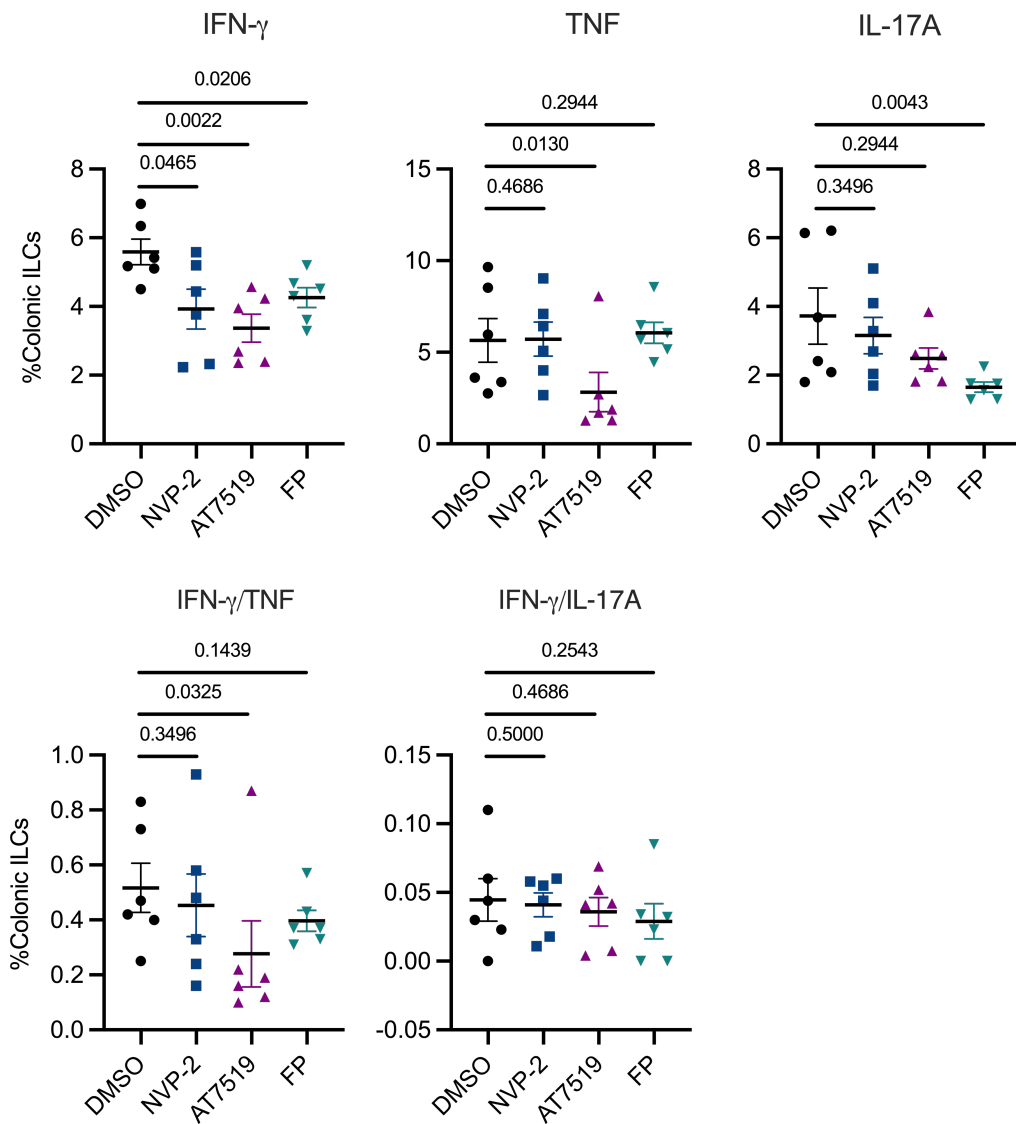 IFN-γ
TNF
IL-17A
0.0206
0.0022
0.0465
0.2944
0.0130
0.4686
0.0043
0.2944
0.3496
%Colonic ILCs
8
6
4
2
0
DMSO
NVP-2
AT7519
FP
15
10
5
0
DMSO
NVP-2
AT7519
FP
8
6
4
2
0
DMSO
NVP-2
AT7519
FP
IFN-γ/TNF
IFN-γ/IL-17A
0.1439
0.0325
0.3496
0.2543
0.4686
0.5000
%Colonic ILCs
1.0
0.8
0.6
0.4
0.2
0.0
DMSO
NVP-2
AT7519
FP
0.15
0.10
0.05
0.00
-0.05
DMSO
NVP-2
AT7519
FP